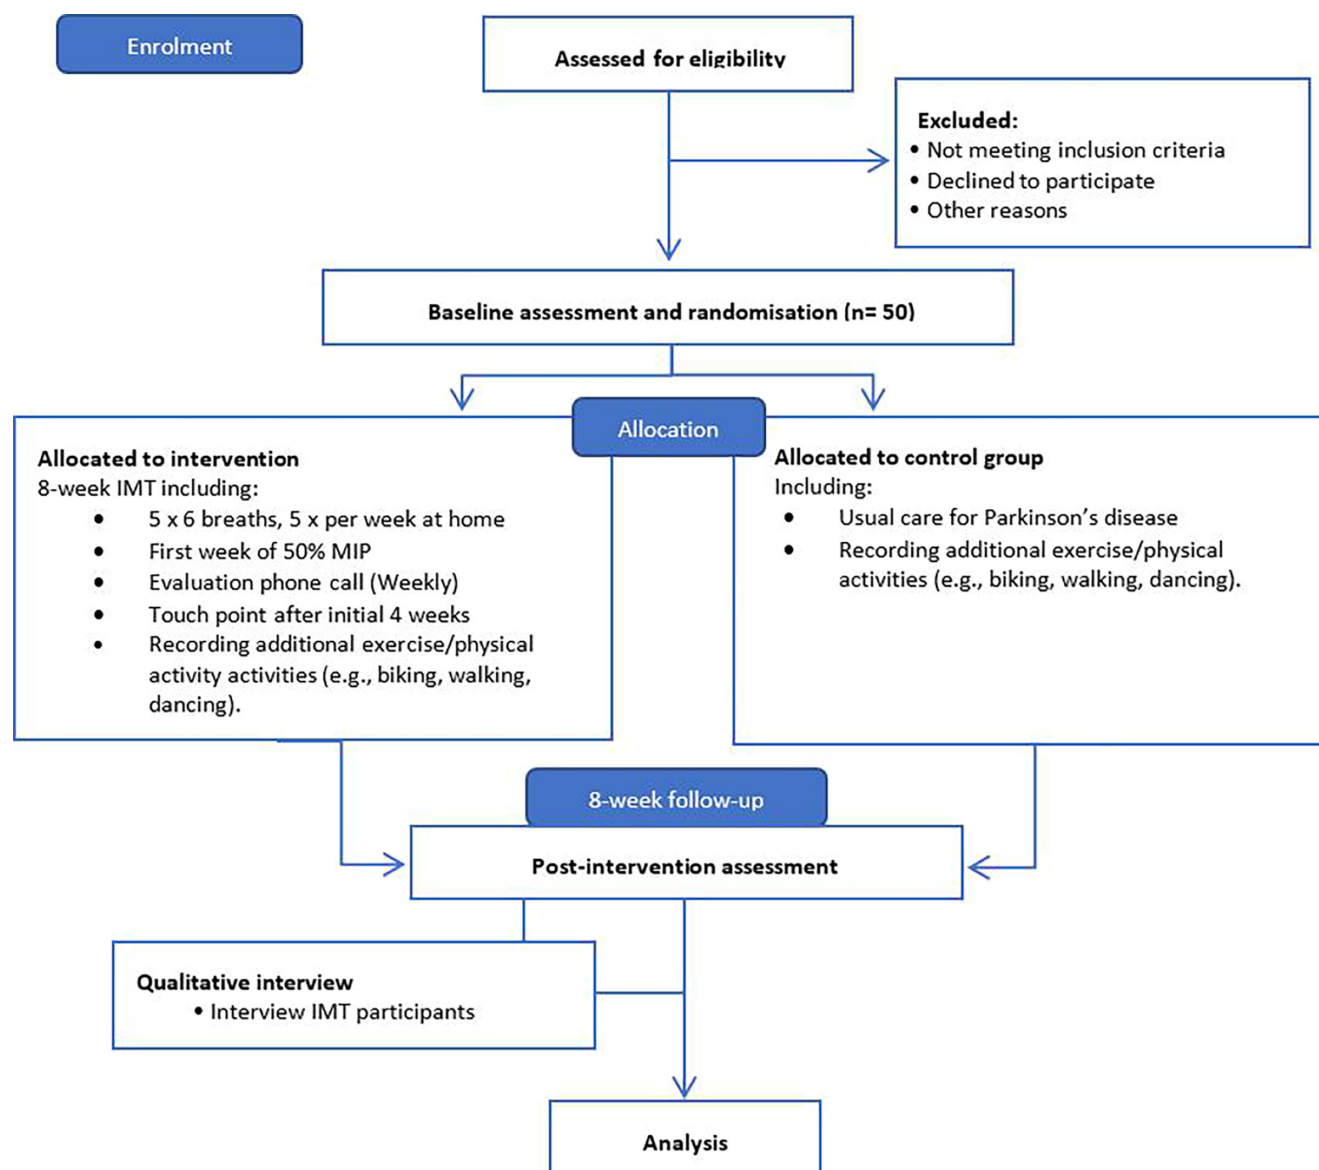 Enrolment
Assessed for eligibility
Excluded:
• Not meeting inclusion criteria
• Declined to participate
• Other reasons
Baseline assessment and randomisation (n= 50)
Allocation
Allocated to intervention
8-week IMT including:
• 5 x 6 breaths, 5 x per week at home
• First week of 50% MIP
• Evaluation phone call (Weekly)
• Touch point after initial 4 weeks
• Recording additional exercise/physical
activity activities (e.g., biking, walking,
dancing).
Allocated to control group
Including:
• Usual care for Parkinson’s disease
• Recording additional exercise/physical
activities (e.g., biking, walking, dancing).
8-week follow-up
Post-intervention assessment
Qualitative interview
• Interview IMT participants
Analysis